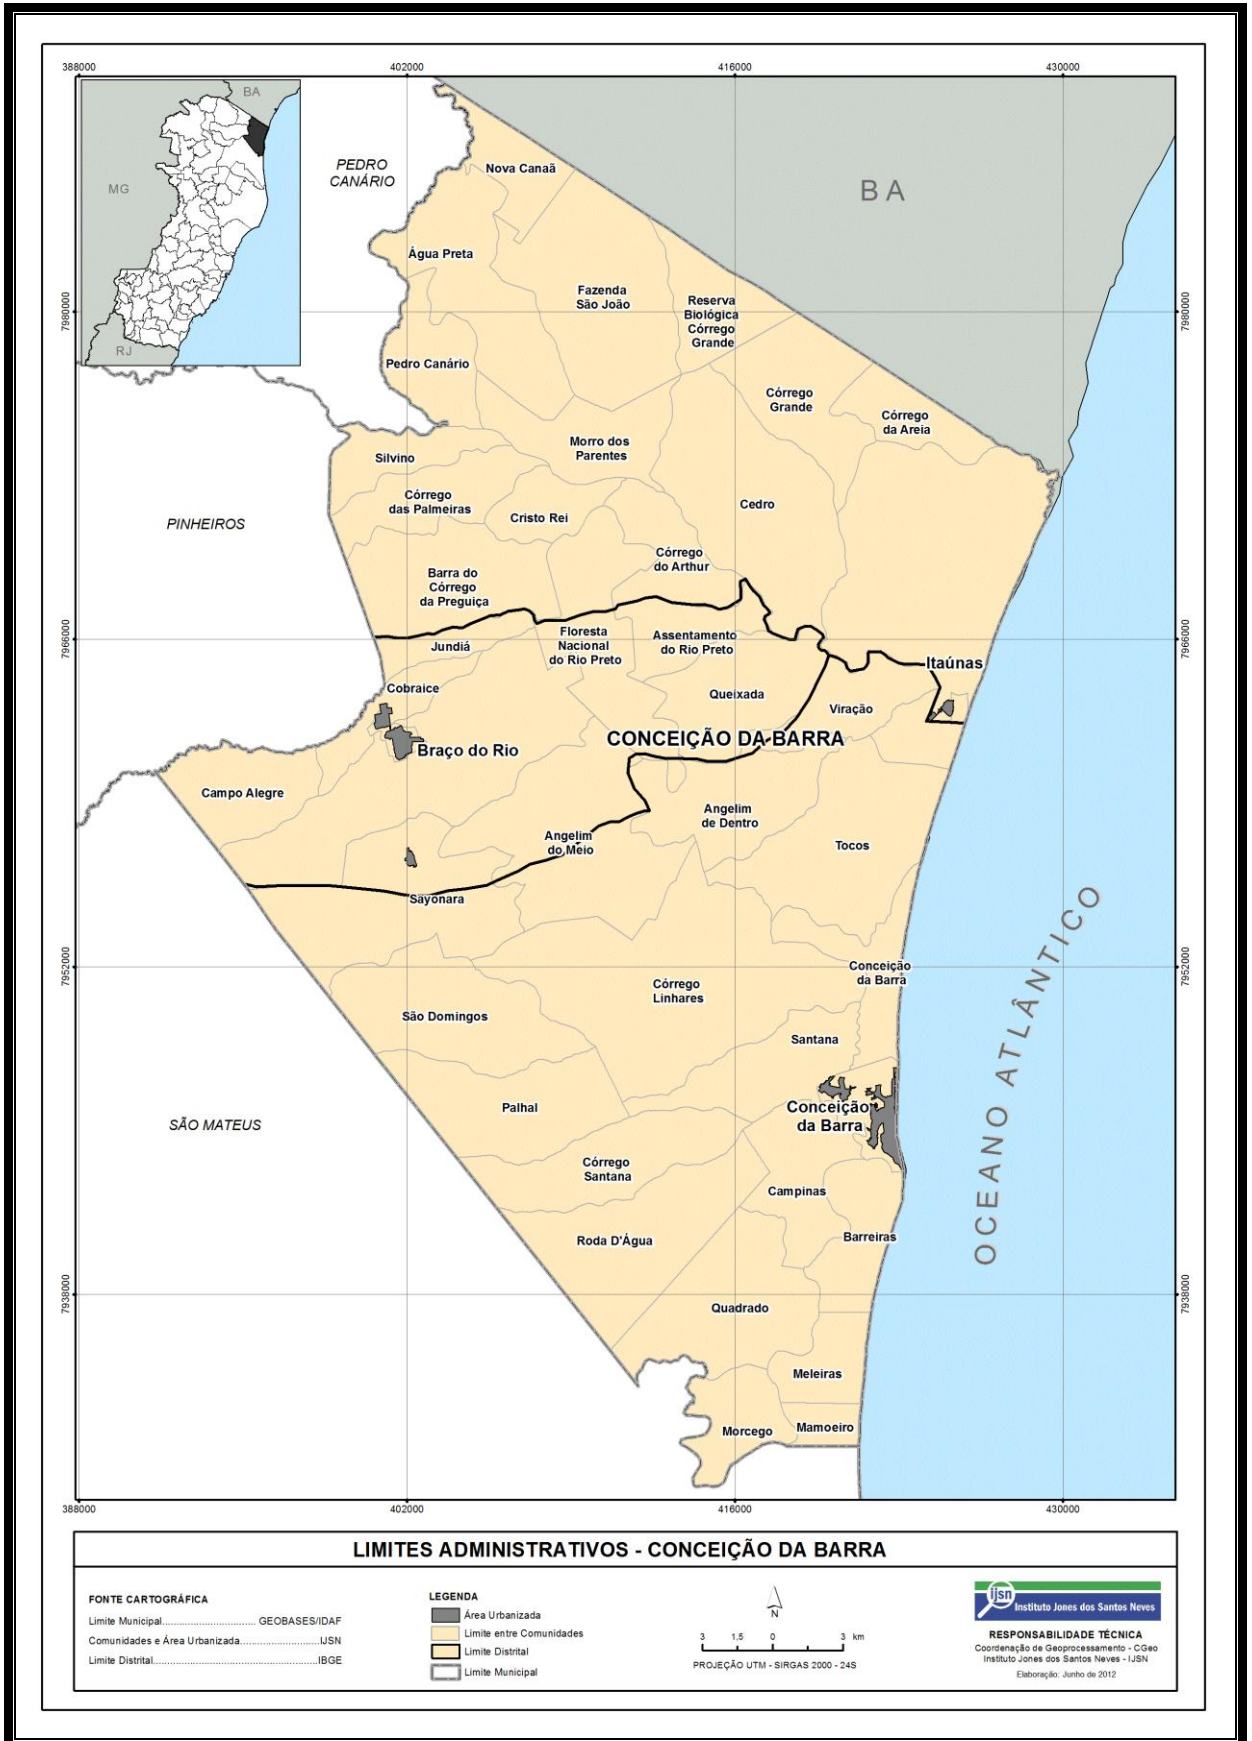 388000
402000
416000
430000
BA
MG
RJ
PEDRO
CANÁRIO
Nova Canaã
BA
Água Preta
Fazenda
São João
Reserva
Biológica
Córrego
Grande
7980000
7980000
Pedro Canário
Córrego
Grande
Córrego
da Areia
Morro dos
Parentes
Silvino
Córrego
das Palmeiras
Cristo Rei
Cedro
PINHEIROS
Córrego
do Arthur
Barra do
Córrego
da Preguiça
7966000
7966000
Jundiá
Floresta
Nacional
do Rio Preto
Assentamento
do Rio Preto
Itaúnas
Cobraice
Queixada
Viração
CONCEIÇÃO DA BARRA
Braço do Rio
Campo Alegre
Angelim
de Dentro
Angelim
do Meio
Tocos
Sayonara
OCEANO ATLÂNTICO
7952000
7952000
Conceição
da Barra
Córrego
Linhares
São Domingos
Santana
Palhal
Conceição
da Barra
SÃO MATEUS
Córrego
Santana
Campinas
Roda D'Água
Barreiras
7938000
7938000
Quadrado
Meleiras
Morcego
Mamoeiro
388000
402000
416000
430000
LIMITES ADMINISTRATIVOS - CONCEIÇÃO DA BARRA
FONTE CARTOGRÁFICA
Limite Municipal.............................. GEOBASES/IDAF
Comunidades e Área Urbanizada..........................IJSN
Limite Distrital......................................................IBGE
LEGENDA
Área Urbanizada
Limite entre Comunidades
Limite Distrital
Limite Municipal
N
3 1,5 0 3 km
PROJEÇÃO UTM - SIRGAS 2000 - 24S
ijsn
Instituto Jones dos Santos Neves
RESPONSABILIDADE TÉCNICA
Coordenação de Geoprocessamento - CGeo
Instituto Jones dos Santos Neves - IJSN
Elaboração: Junho de 2012